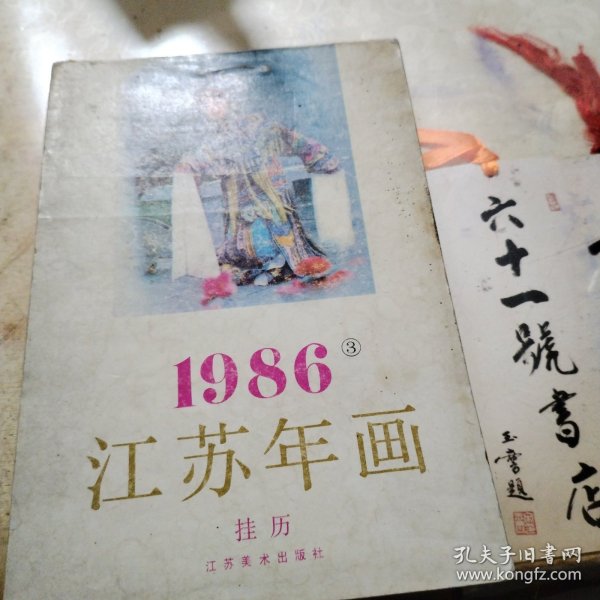 1986③
江苏年画
挂历
江苏美术出版社
六十一號書店
玉霽題
孔夫子旧书网
www.kongfz.com